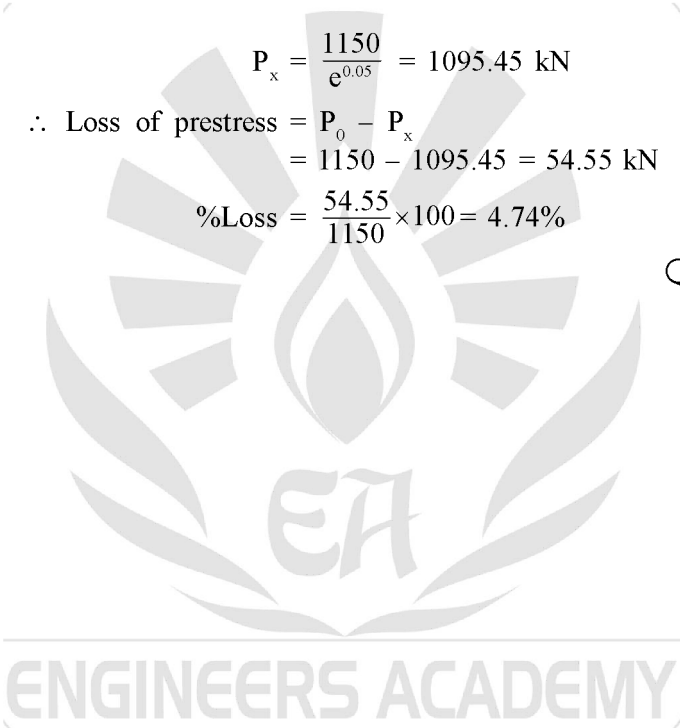 Pₓ = 1150 / e^0.05 = 1095.45 kN
∴ Loss of prestress = P₀ – Pₓ
= 1150 – 1095.45 = 54.55 kN
%Loss = 54.55 / 1150 ×100 = 4.74%
EA
ENGINEERS ACADEMY